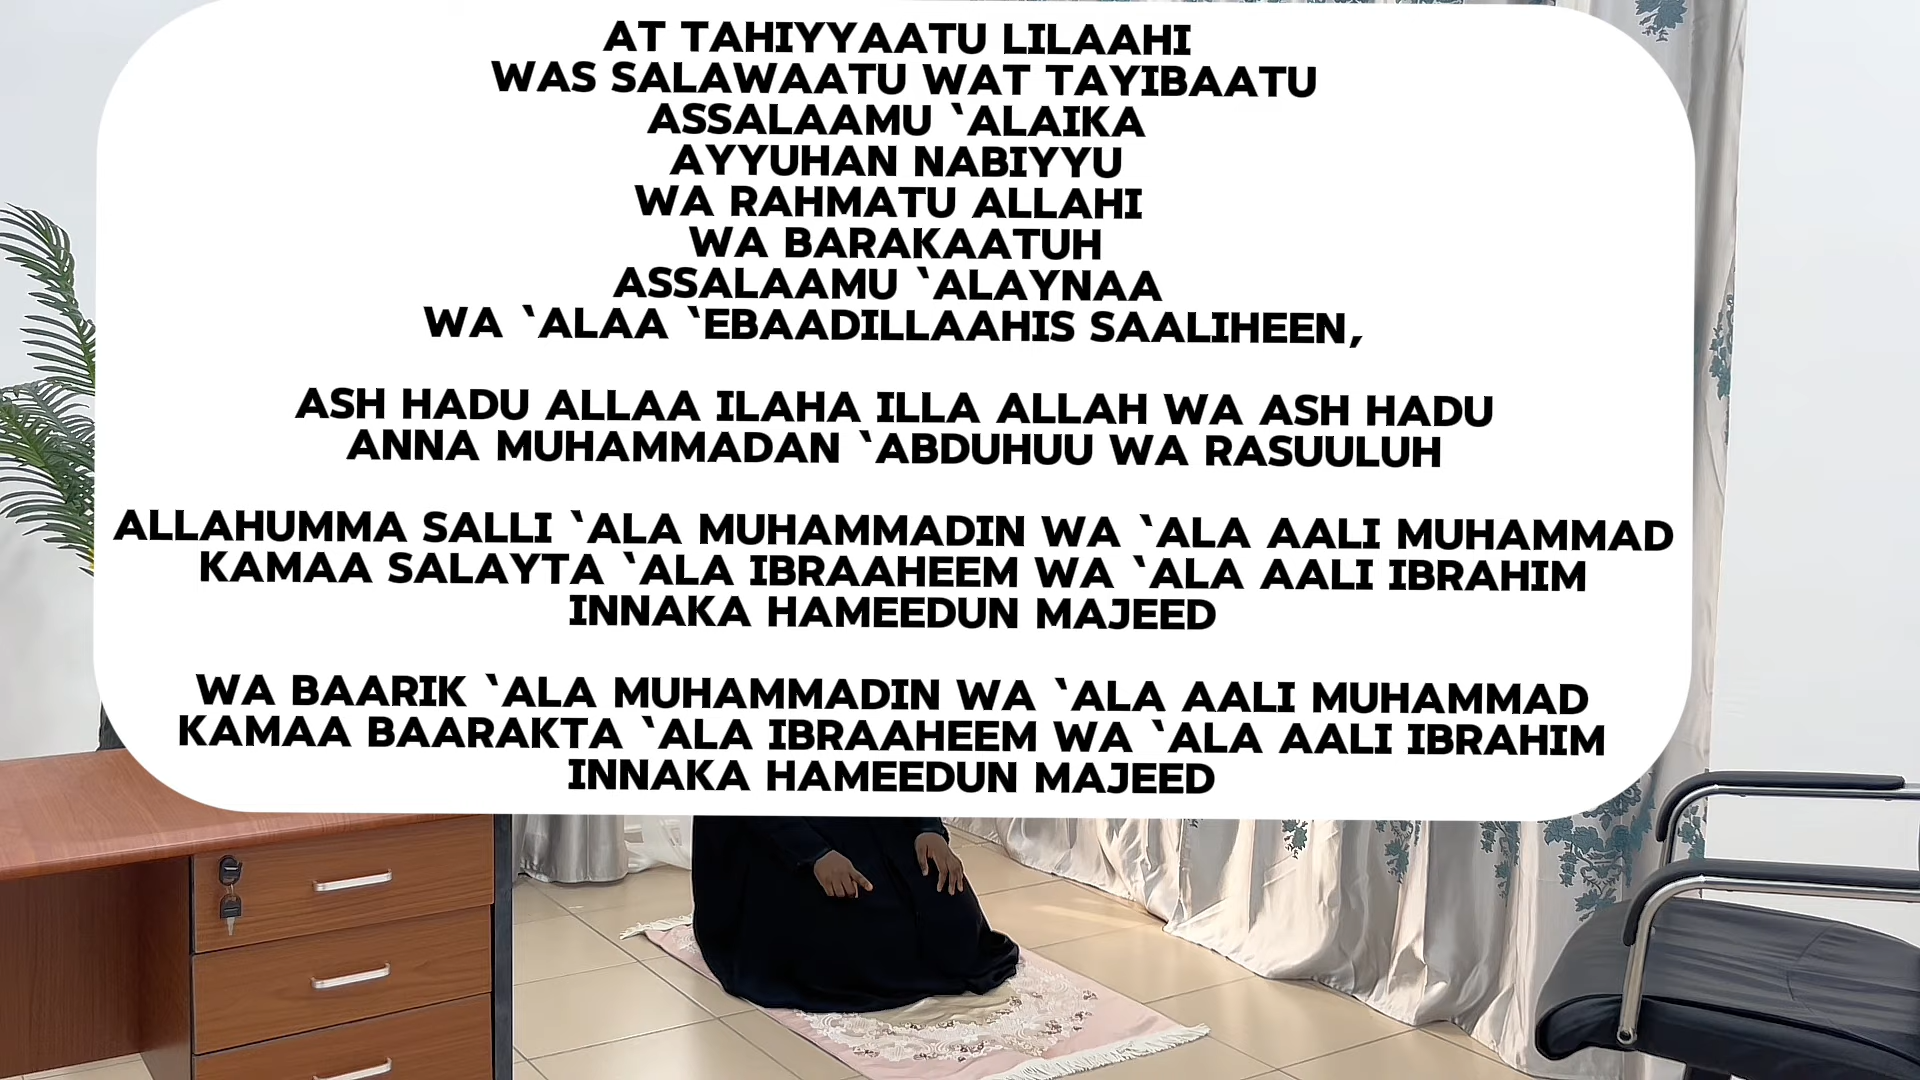 AT TAHIYYAATU LILAAHI
WAS SALAWAATU WAT TAYIBAATU
ASSALAAMU `ALAIKA
AYYUHAN NABIYYU
WA RAHMATU ALLAHI
WA BARAKAATUH
ASSALAAMU `ALAYNAA
WA `ALAA `EBAADILLAAHIS SAALIHEEN,
ASH HADU ALLAA ILAHA ILLA ALLAH WA ASH HADU
ANNA MUHAMMADAN `ABDUHUU WA RASUULUH
ALLAHUMMA SALLI `ALA MUHAMMADIN WA `ALA AALI MUHAMMAD
KAMAA SALAYTA `ALA IBRAAHEEM WA `ALA AALI IBRAHIM
INNAKA HAMEEDUN MAJEED
WA BAARIK `ALA MUHAMMADIN WA `ALA AALI MUHAMMAD
KAMAA BAARAKTA `ALA IBRAAHEEM WA `ALA AALI IBRAHIM
INNAKA HAMEEDUN MAJEED